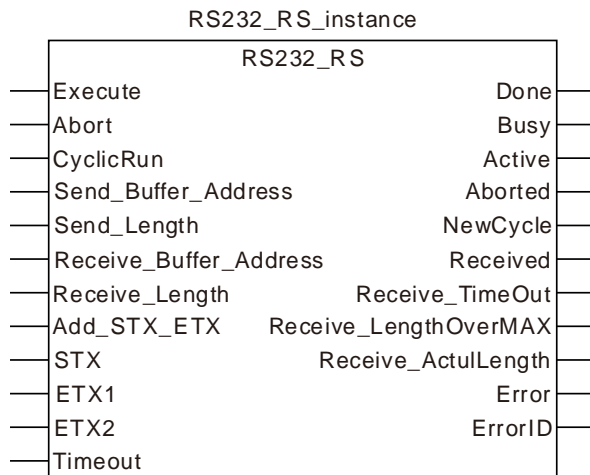 RS232_RS_instance
RS232_RS
Execute Done
Abort Busy
CyclicRun Active
Send_Buffer_Address Aborted
Send_Length NewCycle
Receive_Buffer_Address Received
Receive_Length Receive_TimeOut
Add_STX_ETX Receive_LengthOverMAX
STX Receive_ActulLength
ETX1 Error
ETX2 ErrorID
Timeout